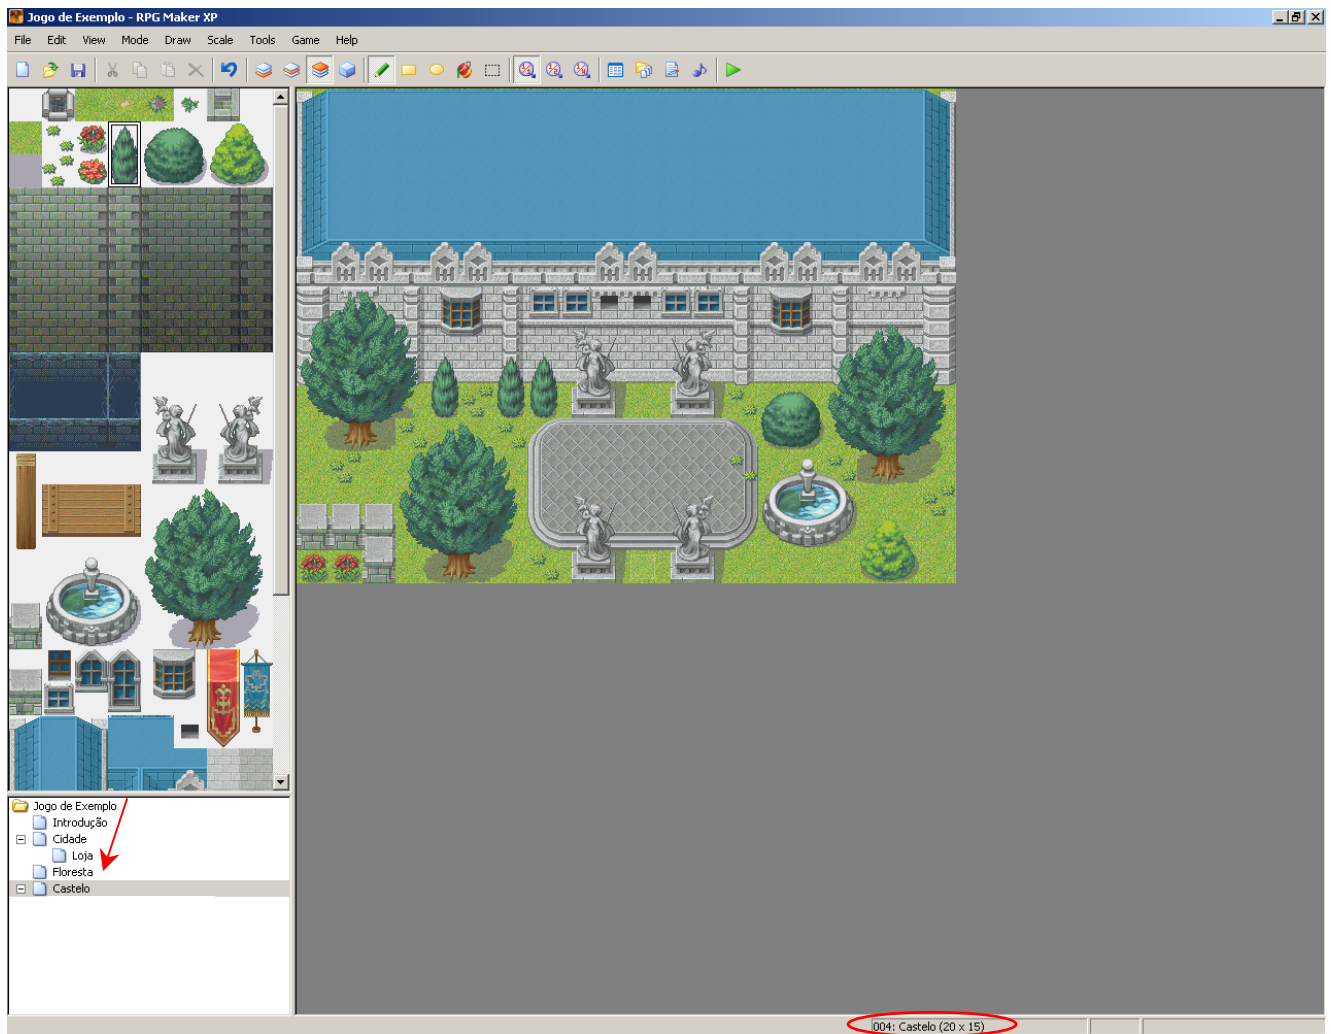 Jogo de Exemplo - RPG Maker XP
File Edit View Mode Draw Scale Tools Game Help
Jogo de Exemplo
Introdução
Cidade
Loja
Floresta
Castelo
004: Castelo (20 x 15)